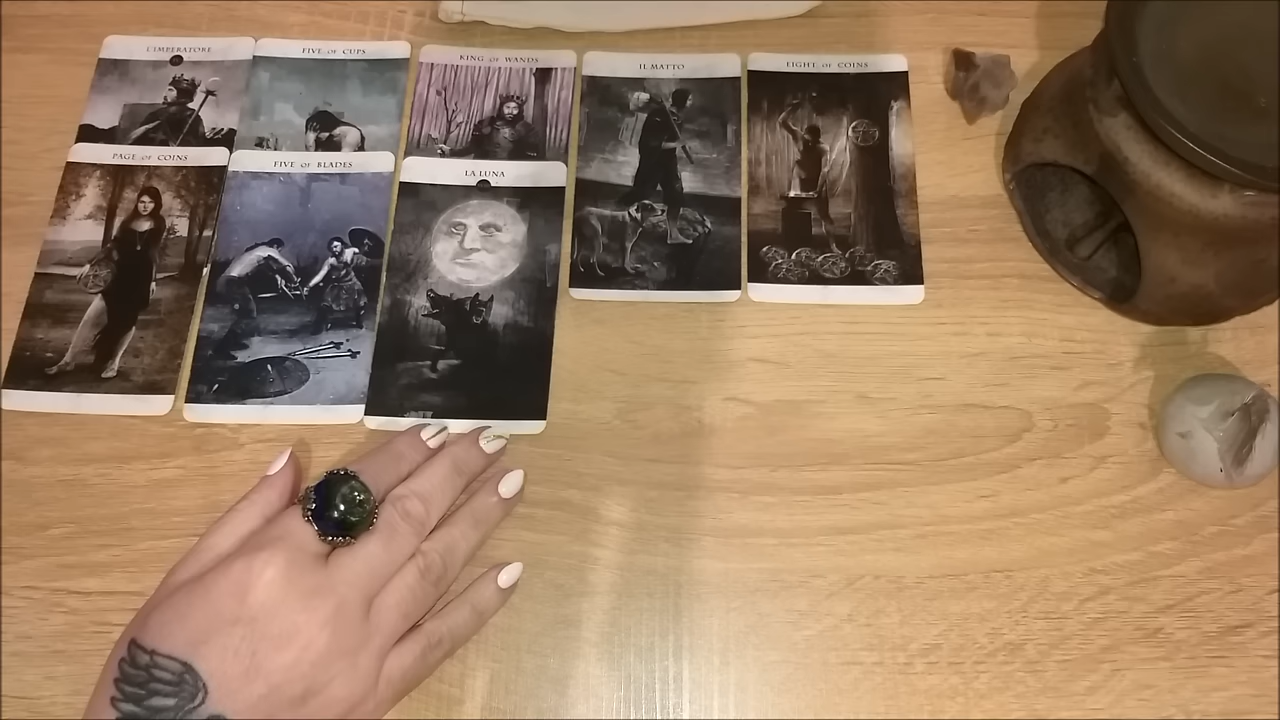 L'IMPERATORE
FIVE OF CUPS
KING OF WANDS
IL MATTO
EIGHT OF COINS
PAGE OF COINS
FIVE OF BLADES
LA LUNA